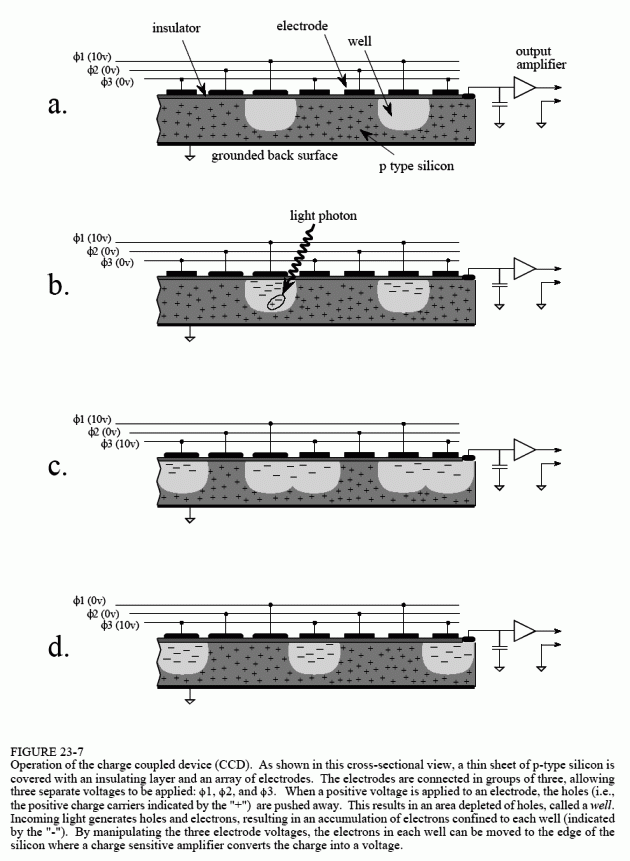 insulator
electrode
well
output
amplifier
ϕ1 (10v)
ϕ2 (0v)
ϕ3 (0v)
a.
grounded back surface
p type silicon
light photon
ϕ1 (10v)
ϕ2 (0v)
ϕ3 (0v)
b.
ϕ1 (10v)
ϕ2 (0v)
ϕ3 (10v)
c.
ϕ1 (0v)
ϕ2 (0v)
ϕ3 (10v)
d.
FIGURE 23-7
Operation of the charge coupled device (CCD). As shown in this cross-sectional view, a thin sheet of p-type silicon is
covered with an insulating layer and an array of electrodes. The electrodes are connected in groups of three, allowing
three separate voltages to be applied: ϕ1, ϕ2, and ϕ3. When a positive voltage is applied to an electrode, the holes (i.e.,
the positive charge carriers indicated by the "+") are pushed away. This results in an area depleted of holes, called a well.
Incoming light generates holes and electrons, resulting in an accumulation of electrons confined to each well (indicated
by the "-"). By manipulating the three electrode voltages, the electrons in each well can be moved to the edge of the
silicon where a charge sensitive amplifier converts the charge into a voltage.